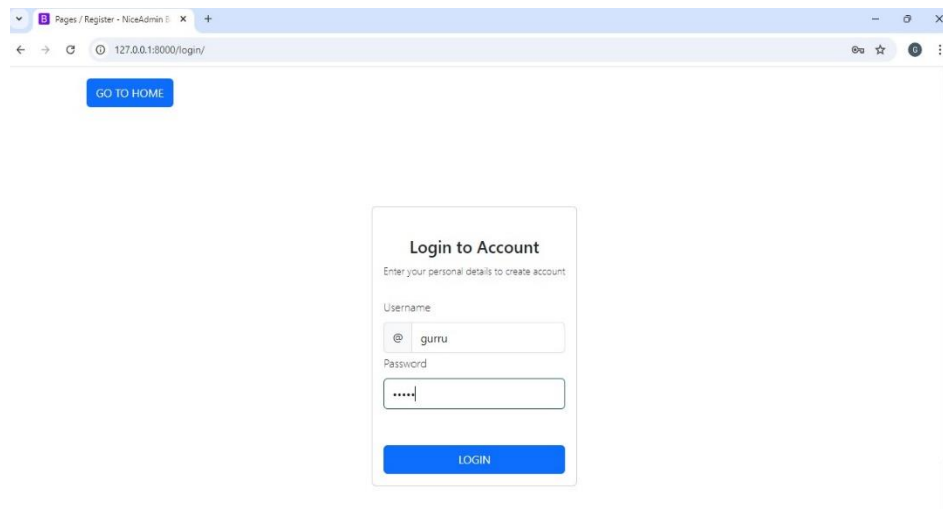 Pages / Register - NiceAdmin B
127.0.0.1:8000/login/
G
GO TO HOME
Login to Account
Enter your personal details to create account
Username
@ gurru
Password
•••••
LOGIN